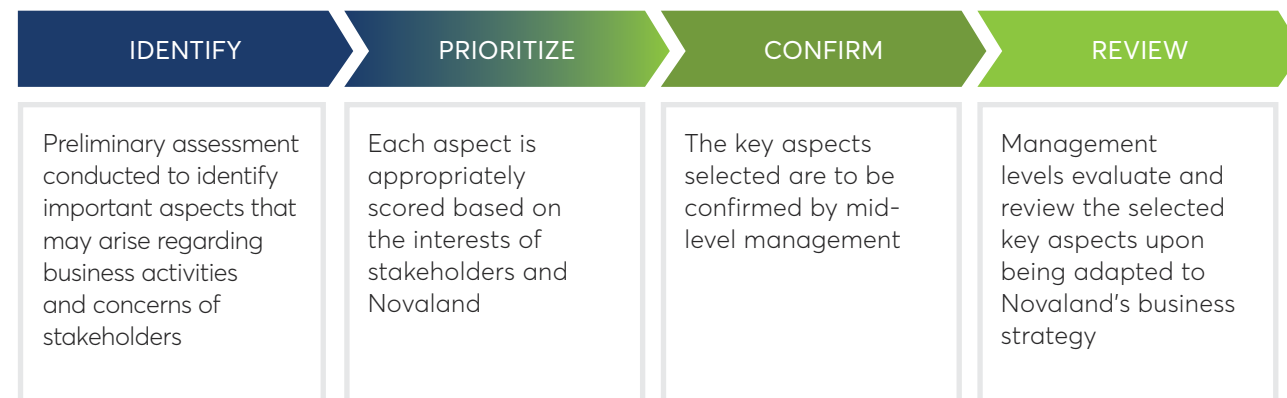 IDENTIFY
PRIORITIZE
CONFIRM
REVIEW
Preliminary assessment
conducted to identify
important aspects that
may arise regarding
business activities
and concerns of
stakeholders
Each aspect is
appropriately
scored based on
the interests of
stakeholders and
Novaland
The key aspects
selected are to be
confirmed by mid-
level management
Management
levels evaluate and
review the selected
key aspects upon
being adapted to
Novaland's business
strategy